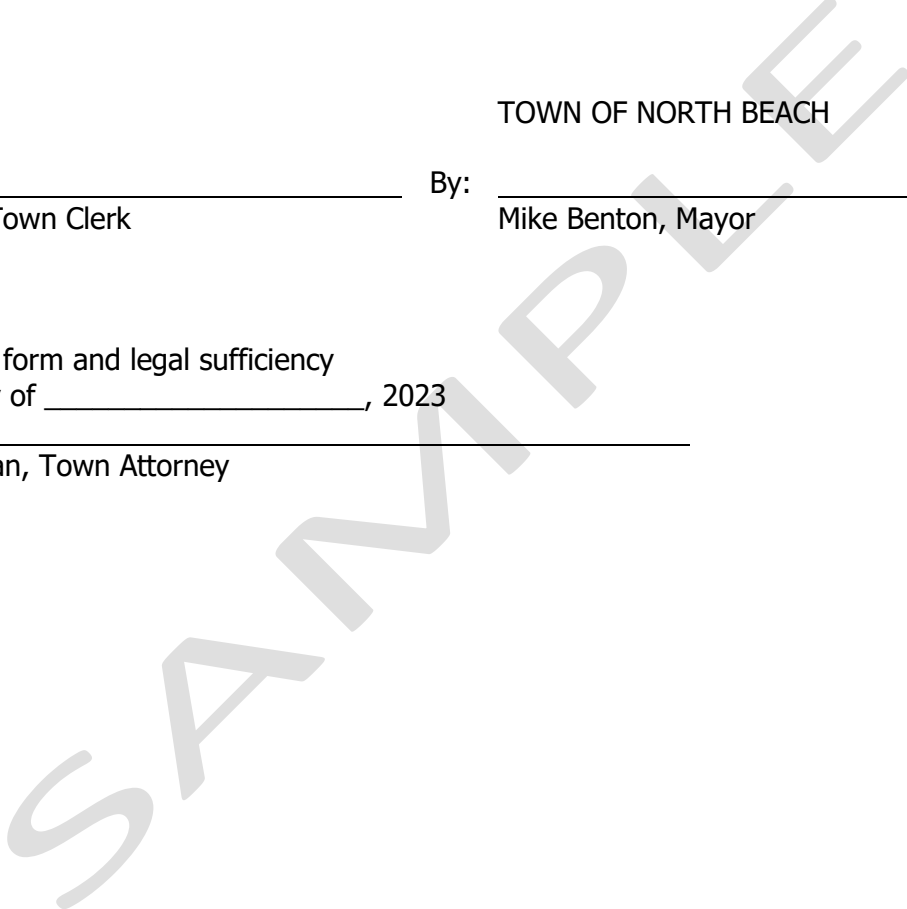 TOWN OF NORTH BEACH
By:
Town Clerk
Mike Benton, Mayor
form and legal sufficiency
of ______________________, 2023
Town Attorney
SAMPLE